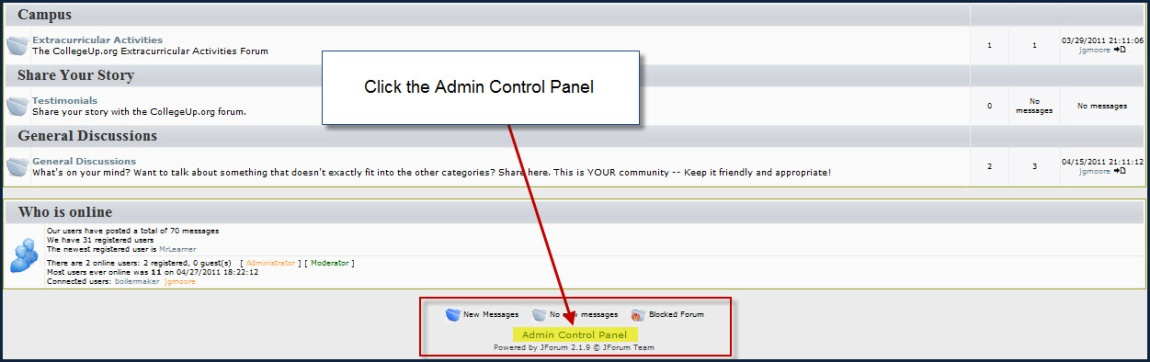 Campus
Extracurricular Activities
The CollegeUp.org Extracurricular Activities Forum
1
1
03/29/2011 21:11:06
jgmoore
Share Your Story
Testimonials
Share your story with the CollegeUp.org forum.
0
No messages
No messages
Click the Admin Control Panel
General Discussions
General Discussions
What's on your mind? Want to talk about something that doesn't exactly fit into the other categories? Share here. This is YOUR community -- Keep it friendly and appropriate!
2
3
04/15/2011 21:11:12
jgmoore
Who is online
Our users have posted a total of 70 messages
We have 31 registered users
The newest registered user is MrLearner
There are 2 online users: 2 registered, 0 guest(s) [ Administrator ] [ Moderator ]
Most users ever online was 11 on 04/27/2011 18:22:12
Connected users: boilermaker jgmoore
New Messages No messages Blocked Forum
Admin Control Panel
Powered by JForum 2.1.9 © JForum Team